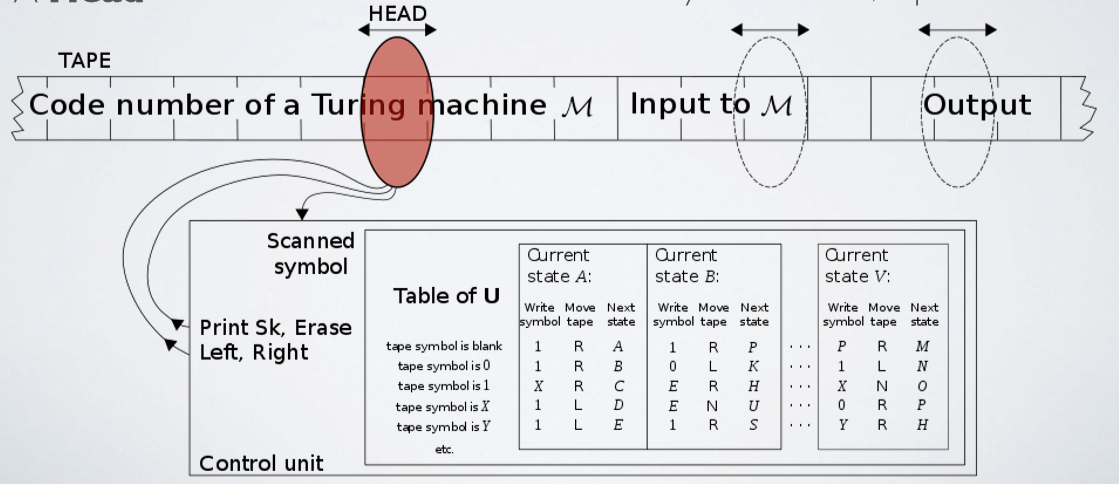 HEAD
TAPE
Code number of a Turing machine ℳ Input to ℳ Output
Scanned
symbol
Print Sk, Erase
Left, Right
Control unit
Table of U
Current
state A:
Current
state B:
Current
state V:
Write symbol Move tape Next state Write symbol Move tape Next state Write symbol Move tape Next state
tape symbol is blank 1 R A 1 R P ··· P R M
tape symbol is 0 1 R B 0 L K ··· 1 L N
tape symbol is 1 X R C E R H ··· X N O
tape symbol is X 1 L D E N U ··· 0 R P
tape symbol is Y 1 L E 1 R S ··· Y R H
etc.